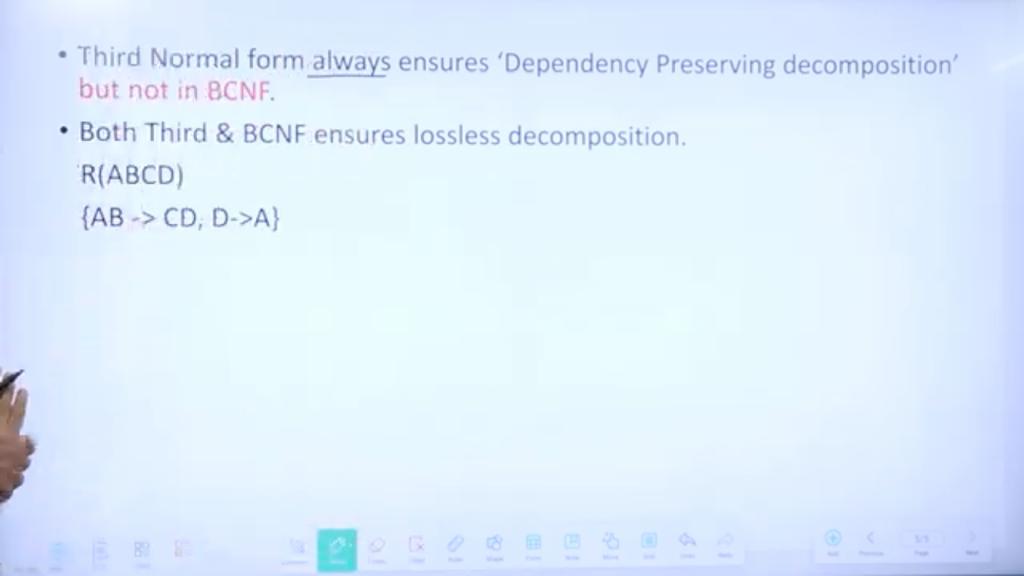 • Third Normal form always ensures ‘Dependency Preserving decomposition’
but not in BCNF.
• Both Third & BCNF ensures lossless decomposition.
R(ABCD)
{AB -> CD, D->A}